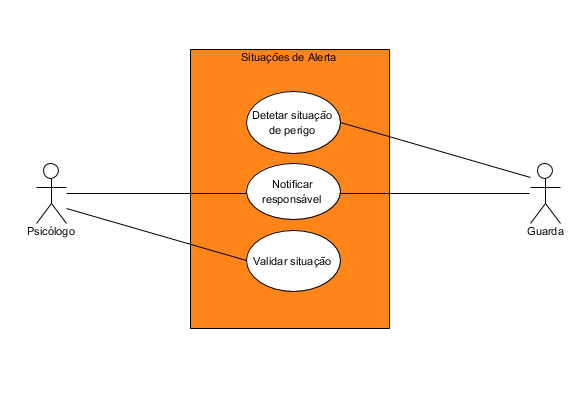 Situações de Alerta
Detetar situação
de perigo
Notificar
responsável
Psicólogo
Guarda
Validar situação